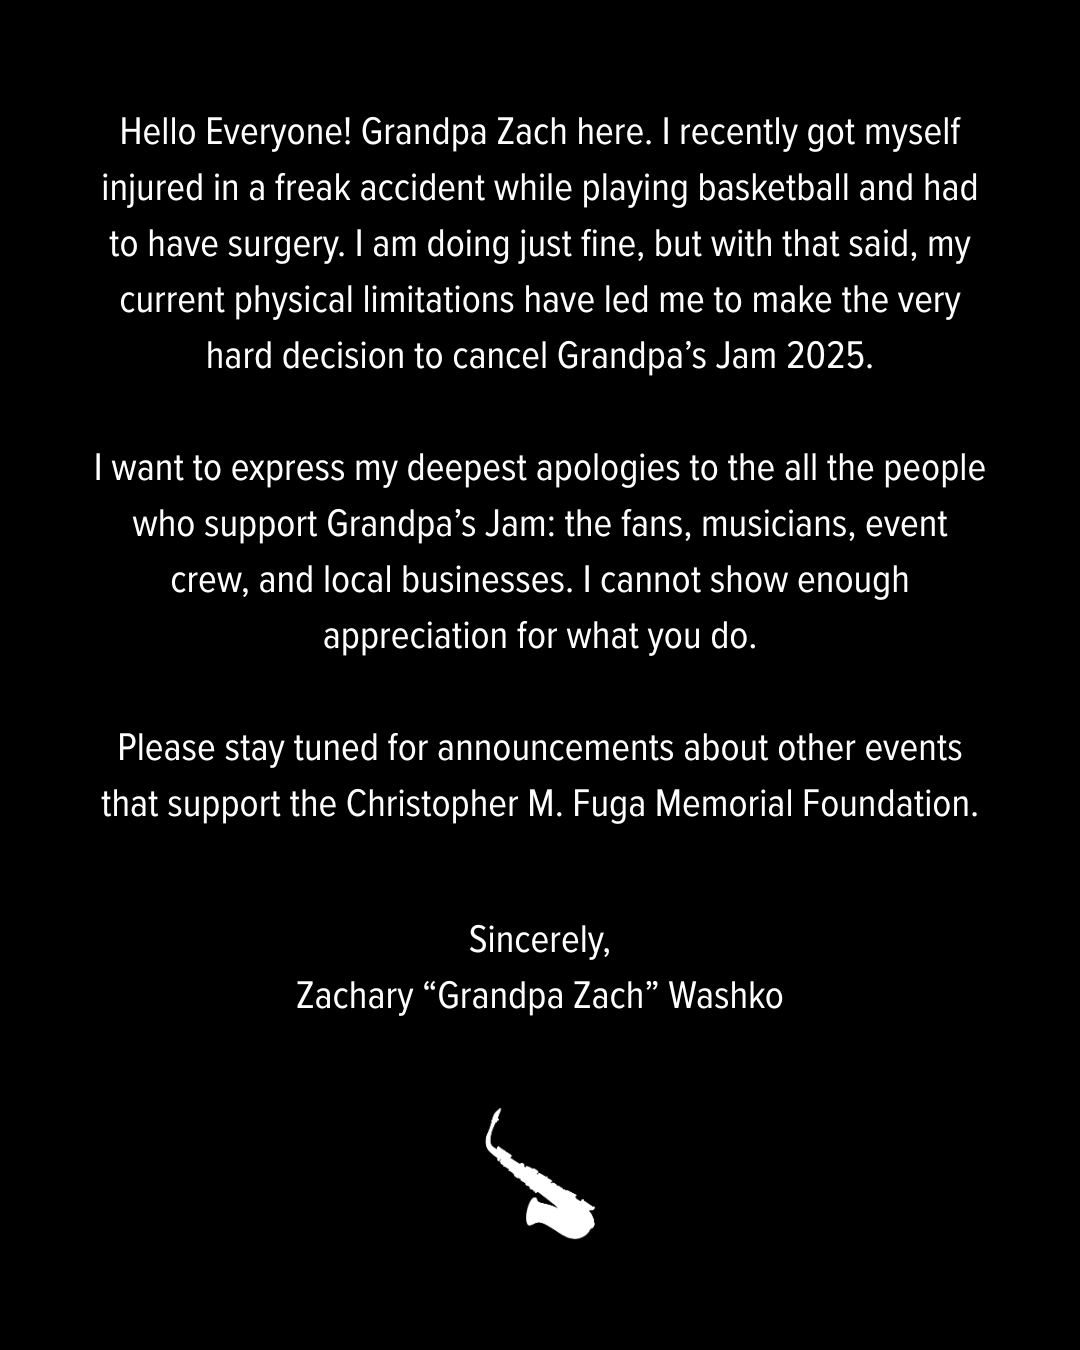 Hello Everyone! Grandpa Zach here. I recently got myself
injured in a freak accident while playing basketball and had
to have surgery. I am doing just fine, but with that said, my
current physical limitations have led me to make the very
hard decision to cancel Grandpa’s Jam 2025.
I want to express my deepest apologies to the all the people
who support Grandpa’s Jam: the fans, musicians, event
crew, and local businesses. I cannot show enough
appreciation for what you do.
Please stay tuned for announcements about other events
that support the Christopher M. Fuga Memorial Foundation.
Sincerely,
Zachary “Grandpa Zach” Washko